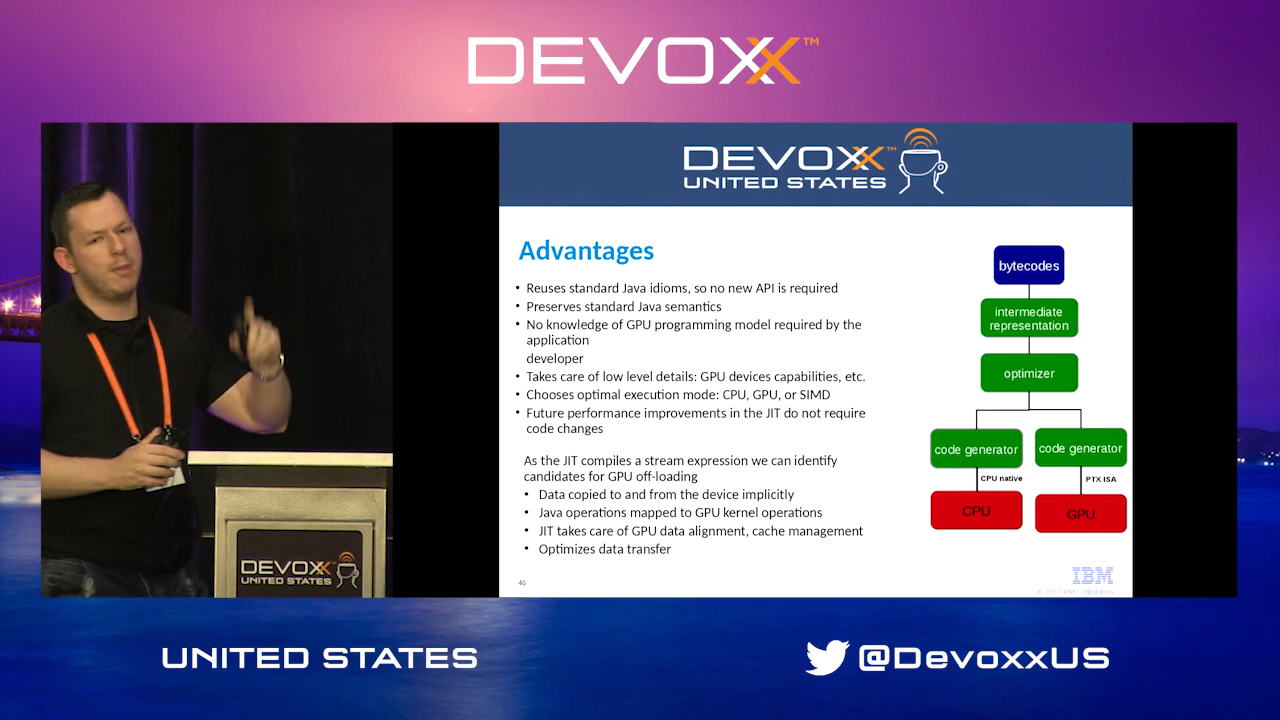 DEVOXX™
DEVOXX™
UNITED STATES
Advantages
• Reuses standard Java idioms, so no new API is required
• Preserves standard Java semantics
• No knowledge of GPU programming model required by the
application
developer
• Takes care of low level details: GPU devices capabilities, etc.
• Chooses optimal execution mode: CPU, GPU, or SIMD
• Future performance improvements in the JIT do not require
code changes
As the JIT compiles a stream expression we can identify
candidates for GPU off-loading
• Data copied to and from the device implicitly
• Java operations mapped to GPU kernel operations
• JIT takes care of GPU data alignment, cache management
• Optimizes data transfer
46
bytecodes
intermediate
representation
optimizer
code generator
code generator
CPU native
PTX ISA
CPU
GPU
IBM
© 2017 IBM Corporation
DEVOXX
UNITED STATES
UNITED STATES
@DevoxxUS